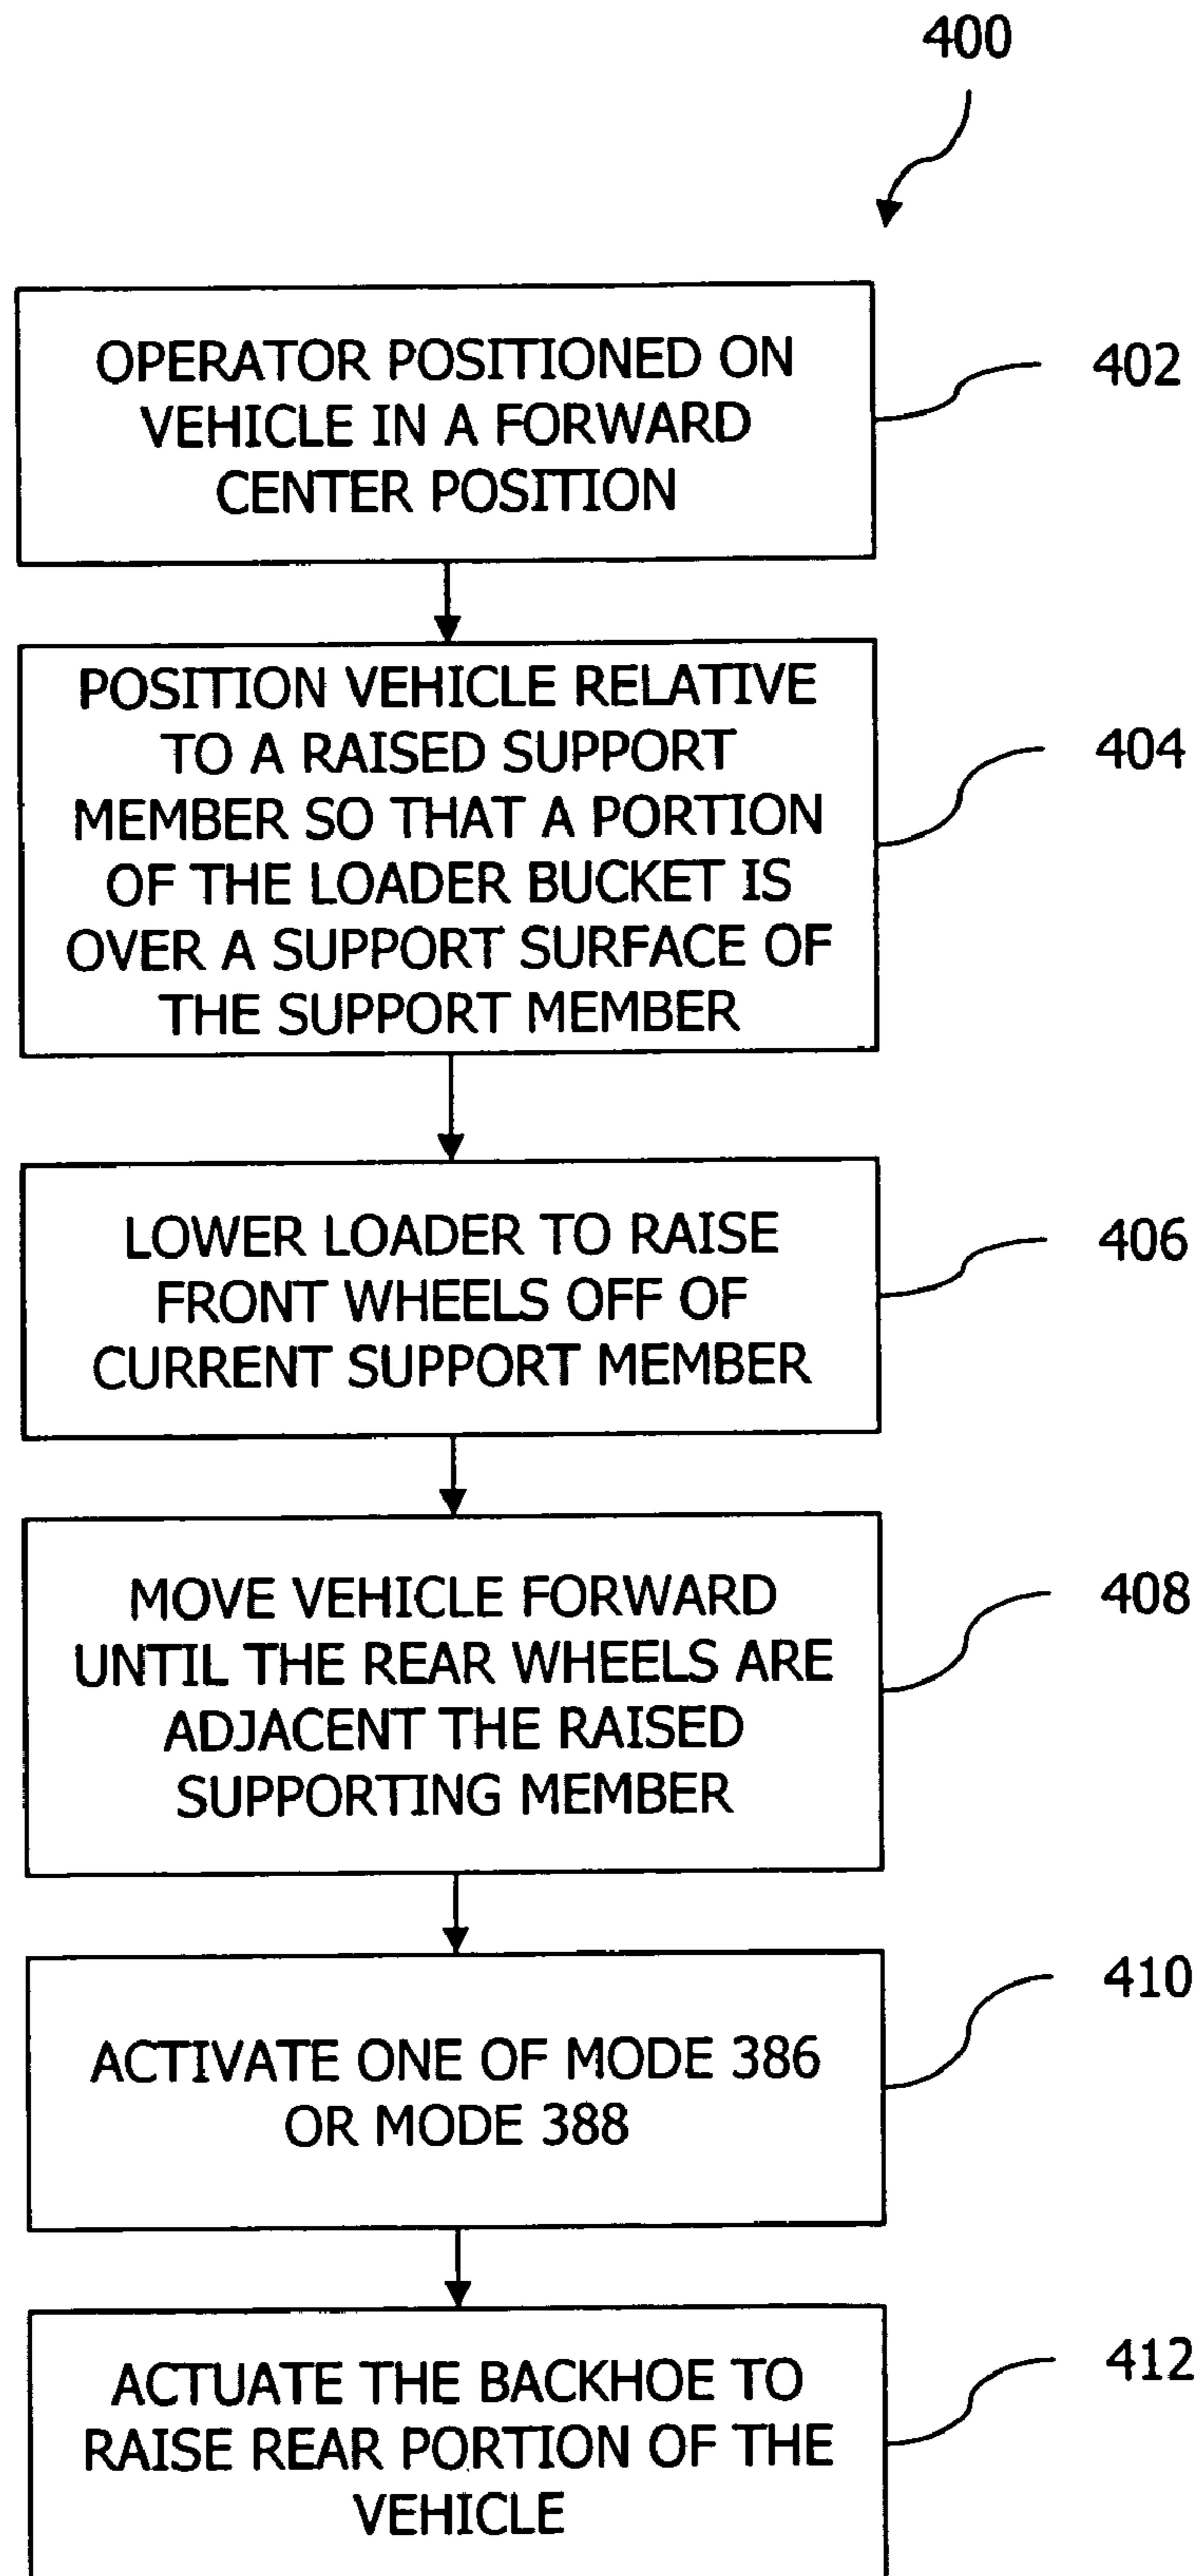 400
OPERATOR POSITIONED ON
VEHICLE IN A FORWARD
CENTER POSITION
402
POSITION VEHICLE RELATIVE
TO A RAISED SUPPORT
MEMBER SO THAT A PORTION
OF THE LOADER BUCKET IS
OVER A SUPPORT SURFACE OF
THE SUPPORT MEMBER
404
LOWER LOADER TO RAISE
FRONT WHEELS OFF OF
CURRENT SUPPORT MEMBER
406
MOVE VEHICLE FORWARD
UNTIL THE REAR WHEELS ARE
ADJACENT THE RAISED
SUPPORTING MEMBER
408
ACTIVATE ONE OF MODE 386
OR MODE 388
410
ACTUATE THE BACKHOE TO
RAISE REAR PORTION OF THE
VEHICLE
412